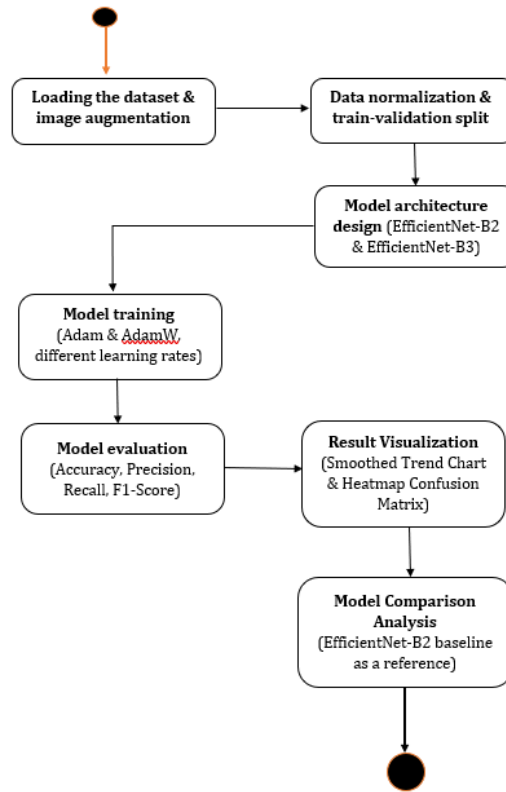 Loading the dataset &
image augmentation
Data normalization &
train-validation split
Model architecture
design (EfficientNet-B2
& EfficientNet-B3)
Model training
(Adam & AdamW,
different learning rates)
Model evaluation
(Accuracy, Precision,
Recall, F1-Score)
Result Visualization
(Smoothed Trend Chart
& Heatmap Confusion
Matrix)
Model Comparison
Analysis
(EfficientNet-B2 baseline
as a reference)